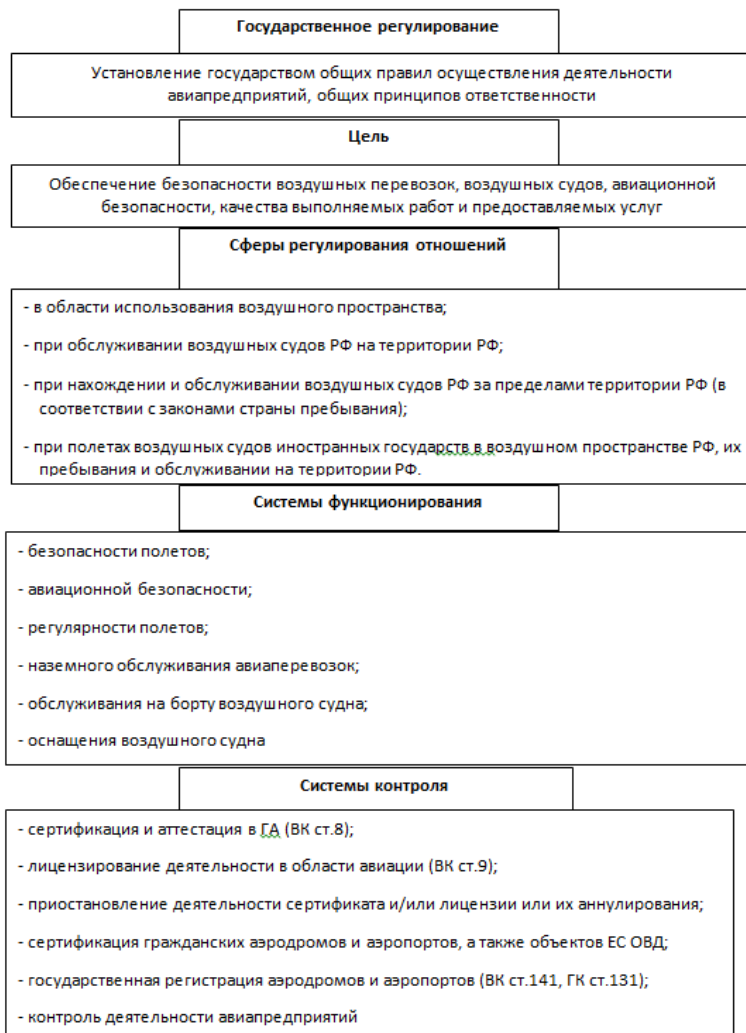 Государственное регулирование
Установление государством общих правил осуществления деятельности
авиапредприятий, общих принципов ответственности
Цель
Обеспечение безопасности воздушных перевозок, воздушных судов, авиационной
безопасности, качества выполняемых работ и предоставляемых услуг
Сферы регулирования отношений
- в области использования воздушного пространства;
- при обслуживании воздушных судов РФ на территории РФ;
- при нахождении и обслуживании воздушных судов РФ за пределами территории РФ (в
соответствии с законами страны пребывания);
- при полетах воздушных судов иностранных государств в воздушном пространстве РФ, их
пребывания и обслуживании на территории РФ.
Системы функционирования
- безопасности полетов;
- авиационной безопасности;
- регулярности полетов;
- наземного обслуживания авиаперевозок;
- обслуживания на борту воздушного судна;
- оснащения воздушного судна
Системы контроля
- сертификация и аттестация в ГА (ВК ст.8);
- лицензирование деятельности в области авиации (ВК ст.9);
- приостановление деятельности сертификата и/или лицензии или их аннулирования;
- сертификация гражданских аэродромов и аэропортов, а также объектов ЕС ОВД;
- государственная регистрация аэродромов и аэропортов (ВК ст.141, ГК ст.131);
- контроль деятельности авиапредприятий